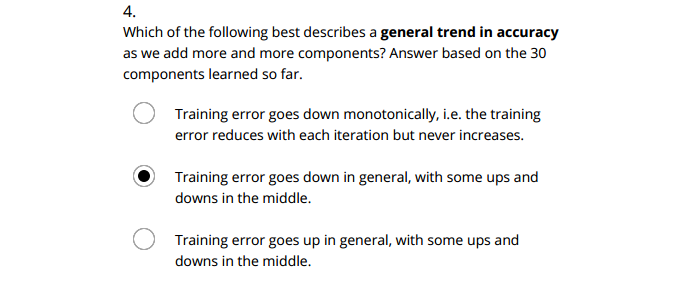 4.
Which of the following best describes a general trend in accuracy
as we add more and more components? Answer based on the 30
components learned so far.
Training error goes down monotonically, i.e. the training
error reduces with each iteration but never increases.
Training error goes down in general, with some ups and
downs in the middle.
Training error goes up in general, with some ups and
downs in the middle.